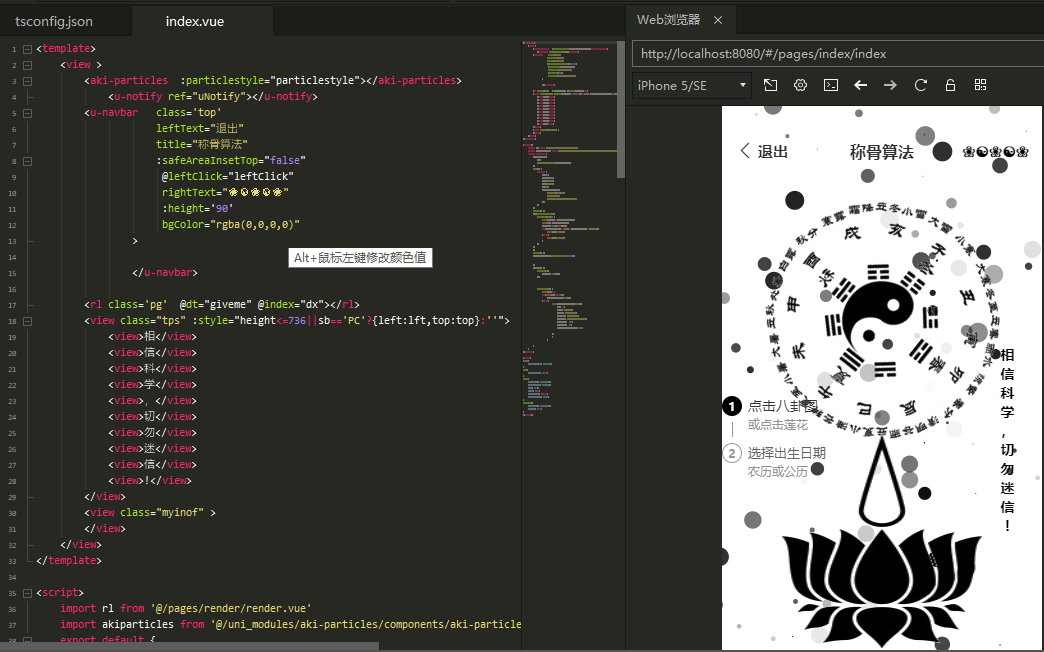 tsconfig.json
index.vue
Web浏览器
http://localhost:8080/#/pages/index/index
iPhone 5/SE
1 <template>
2 <view >
3 <aki-particles :particlestyle="particlestyle"></aki-particles>
4 <u-notify ref="uNotify"></u-notify>
5 <u-navbar class='top'
6 leftText="退出"
7 title="称骨算法"
8 :safeAreaInsetTop="false"
9 @leftClick="leftClick"
10 rightText="❀☯❀☯❀"
11 :height='90'
12 bgColor="rgba(0,0,0,0)"
13 >
14
15 </u-navbar>
16
17 <rl class='pg' @dt="giveme" @index="dx"></rl>
18 <view class="tps" :style="height<=736||sb=='PC'?{left:lft,top:top}:''">
19 <view>相</view>
20 <view>信</view>
21 <view>科</view>
22 <view>学</view>
23 <view>，</view>
24 <view>切</view>
25 <view>勿</view>
26 <view>迷</view>
27 <view>信</view>
28 <view>!</view>
29 </view>
30 <view class="myinof" >
31 </view>
32 </view>
33 </template>
34
35 <script>
36 import rl from '@/pages/render/render.vue'
37 import akiparticles from '@/uni_modules/aki-particles/components/aki-particle
38 export default {
Alt+鼠标左键修改颜色值
退出
称骨算法
❀☯❀☯❀
戌
亥
子
丑
卯
辰
巳
午
未
申
酉
相信科学，切勿迷信！
1 点击八卦图
或点击莲花
2 选择出生日期
农历或公历